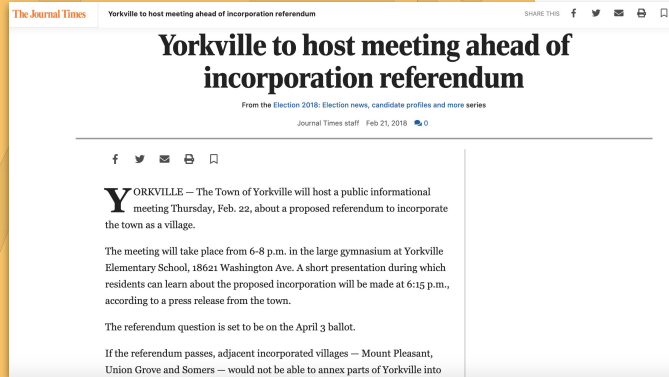 The Journal Times
Yorkville to host meeting ahead of incorporation referendum
SHARE THIS
Yorkville to host meeting ahead of
incorporation referendum
From the Election 2018: Election news, candidate profiles and more series
Journal Times staff Feb 21, 2018 0
YORKVILLE — The Town of Yorkville will host a public informational
meeting Thursday, Feb. 22, about a proposed referendum to incorporate
the town as a village.
The meeting will take place from 6-8 p.m. in the large gymnasium at Yorkville
Elementary School, 18621 Washington Ave. A short presentation during which
residents can learn about the proposed incorporation will be made at 6:15 p.m.,
according to a press release from the town.
The referendum question is set to be on the April 3 ballot.
If the referendum passes, adjacent incorporated villages — Mount Pleasant,
Union Grove and Somers — would not be able to annex parts of Yorkville into